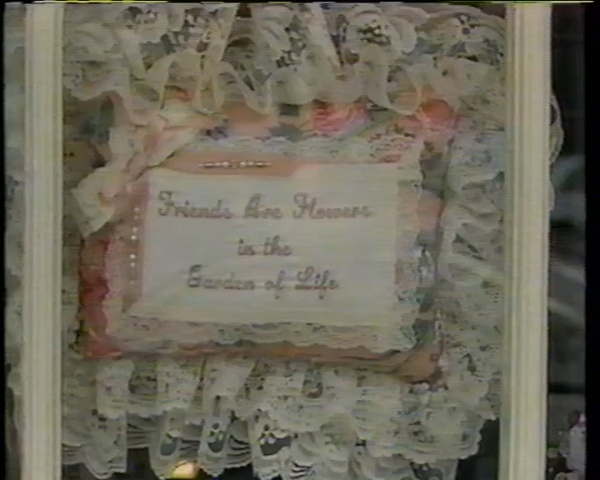 Friends Are Flowers
in the
Garden of Life